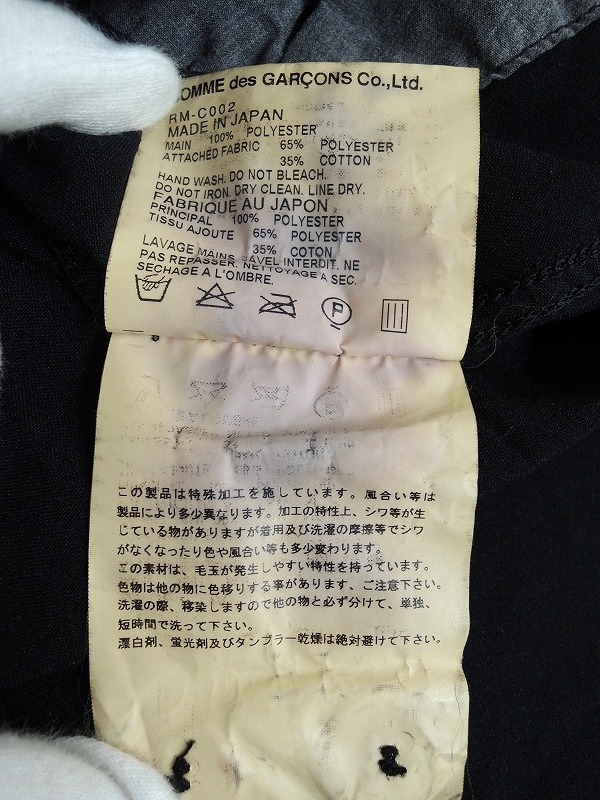 COMME des GARÇONS Co.,Ltd.
RM-C002
MADE IN JAPAN
MAIN 100% POLYESTER
ATTACHED FABRIC 65% POLYESTER
35% COTTON
HAND WASH. DO NOT BLEACH.
DO NOT IRON. DRY CLEAN. LINE DRY.
FABRIQUE AU JAPON
PRINCIPAL 100% POLYESTER
TISSU AJOUTE 65% POLYESTER
35% COTON
LAVAGE MAINS. JAVEL INTERDIT. NE
PAS REPASSER. NETTOYAGE A SEC.
SECHAGE A L'OMBRE.
P
この製品は特殊加工を施しています。風合い等は
製品により多少異なります。加工の特性上、シワ等が生
じている物がありますが着用及び洗濯の摩擦等でシワ
がなくなったり色や風合い等も多少変わります。
この素材は、毛玉が発生しやすい特性を持っています。
色物は他の物に色移りする事があります、ご注意下さい。
洗濯の際、移染しますので他の物と必ず分けて、単独、
短時間で洗って下さい。
漂白剤、蛍光剤及びタンブラー乾燥は絶対避けて下さい。